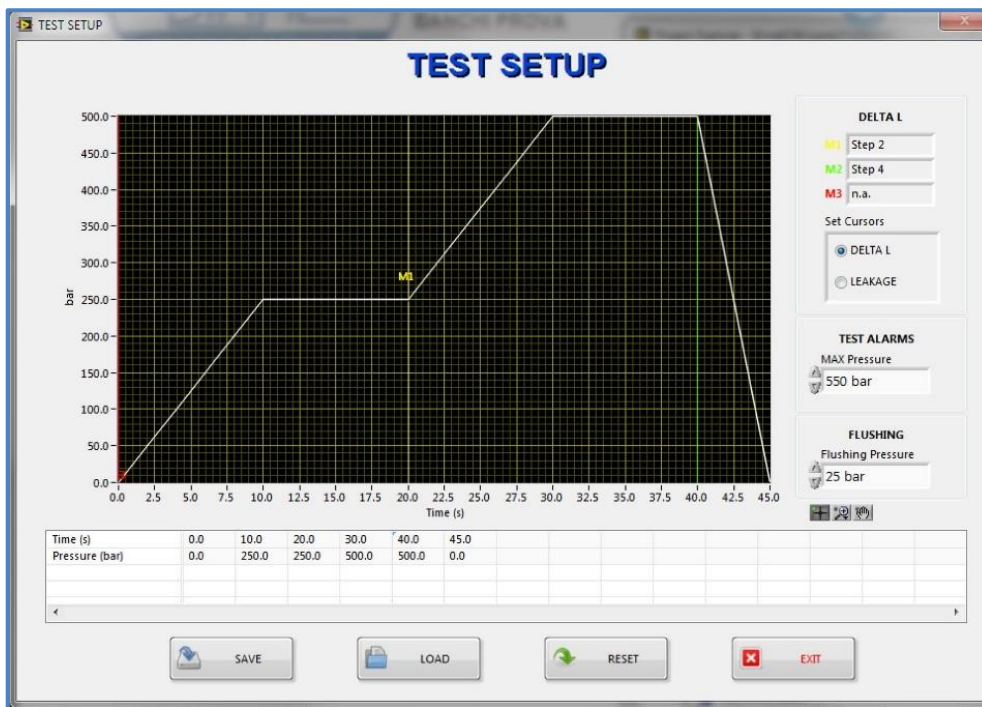 TEST SETUP
BANCHI PROVA
TEST SETUP
500.0
450.0
400.0
350.0
300.0
250.0
200.0
150.0
100.0
50.0
0.0
bar
M1
0.0 2.5 5.0 7.5 10.0 12.5 15.0 17.5 20.0 22.5 25.0 27.5 30.0 32.5 35.0 37.5 40.0 42.5 45.0
Time (s)
DELTA L
M1 Step 2
M2 Step 4
M3 n.a.
Set Cursors
DELTA L
LEAKAGE
TEST ALARMS
MAX Pressure
550 bar
FLUSHING
Flushing Pressure
25 bar
Time (s) 0.0 10.0 20.0 30.0 40.0 45.0
Pressure (bar) 0.0 250.0 250.0 500.0 500.0 0.0
SAVE
LOAD
RESET
EXIT